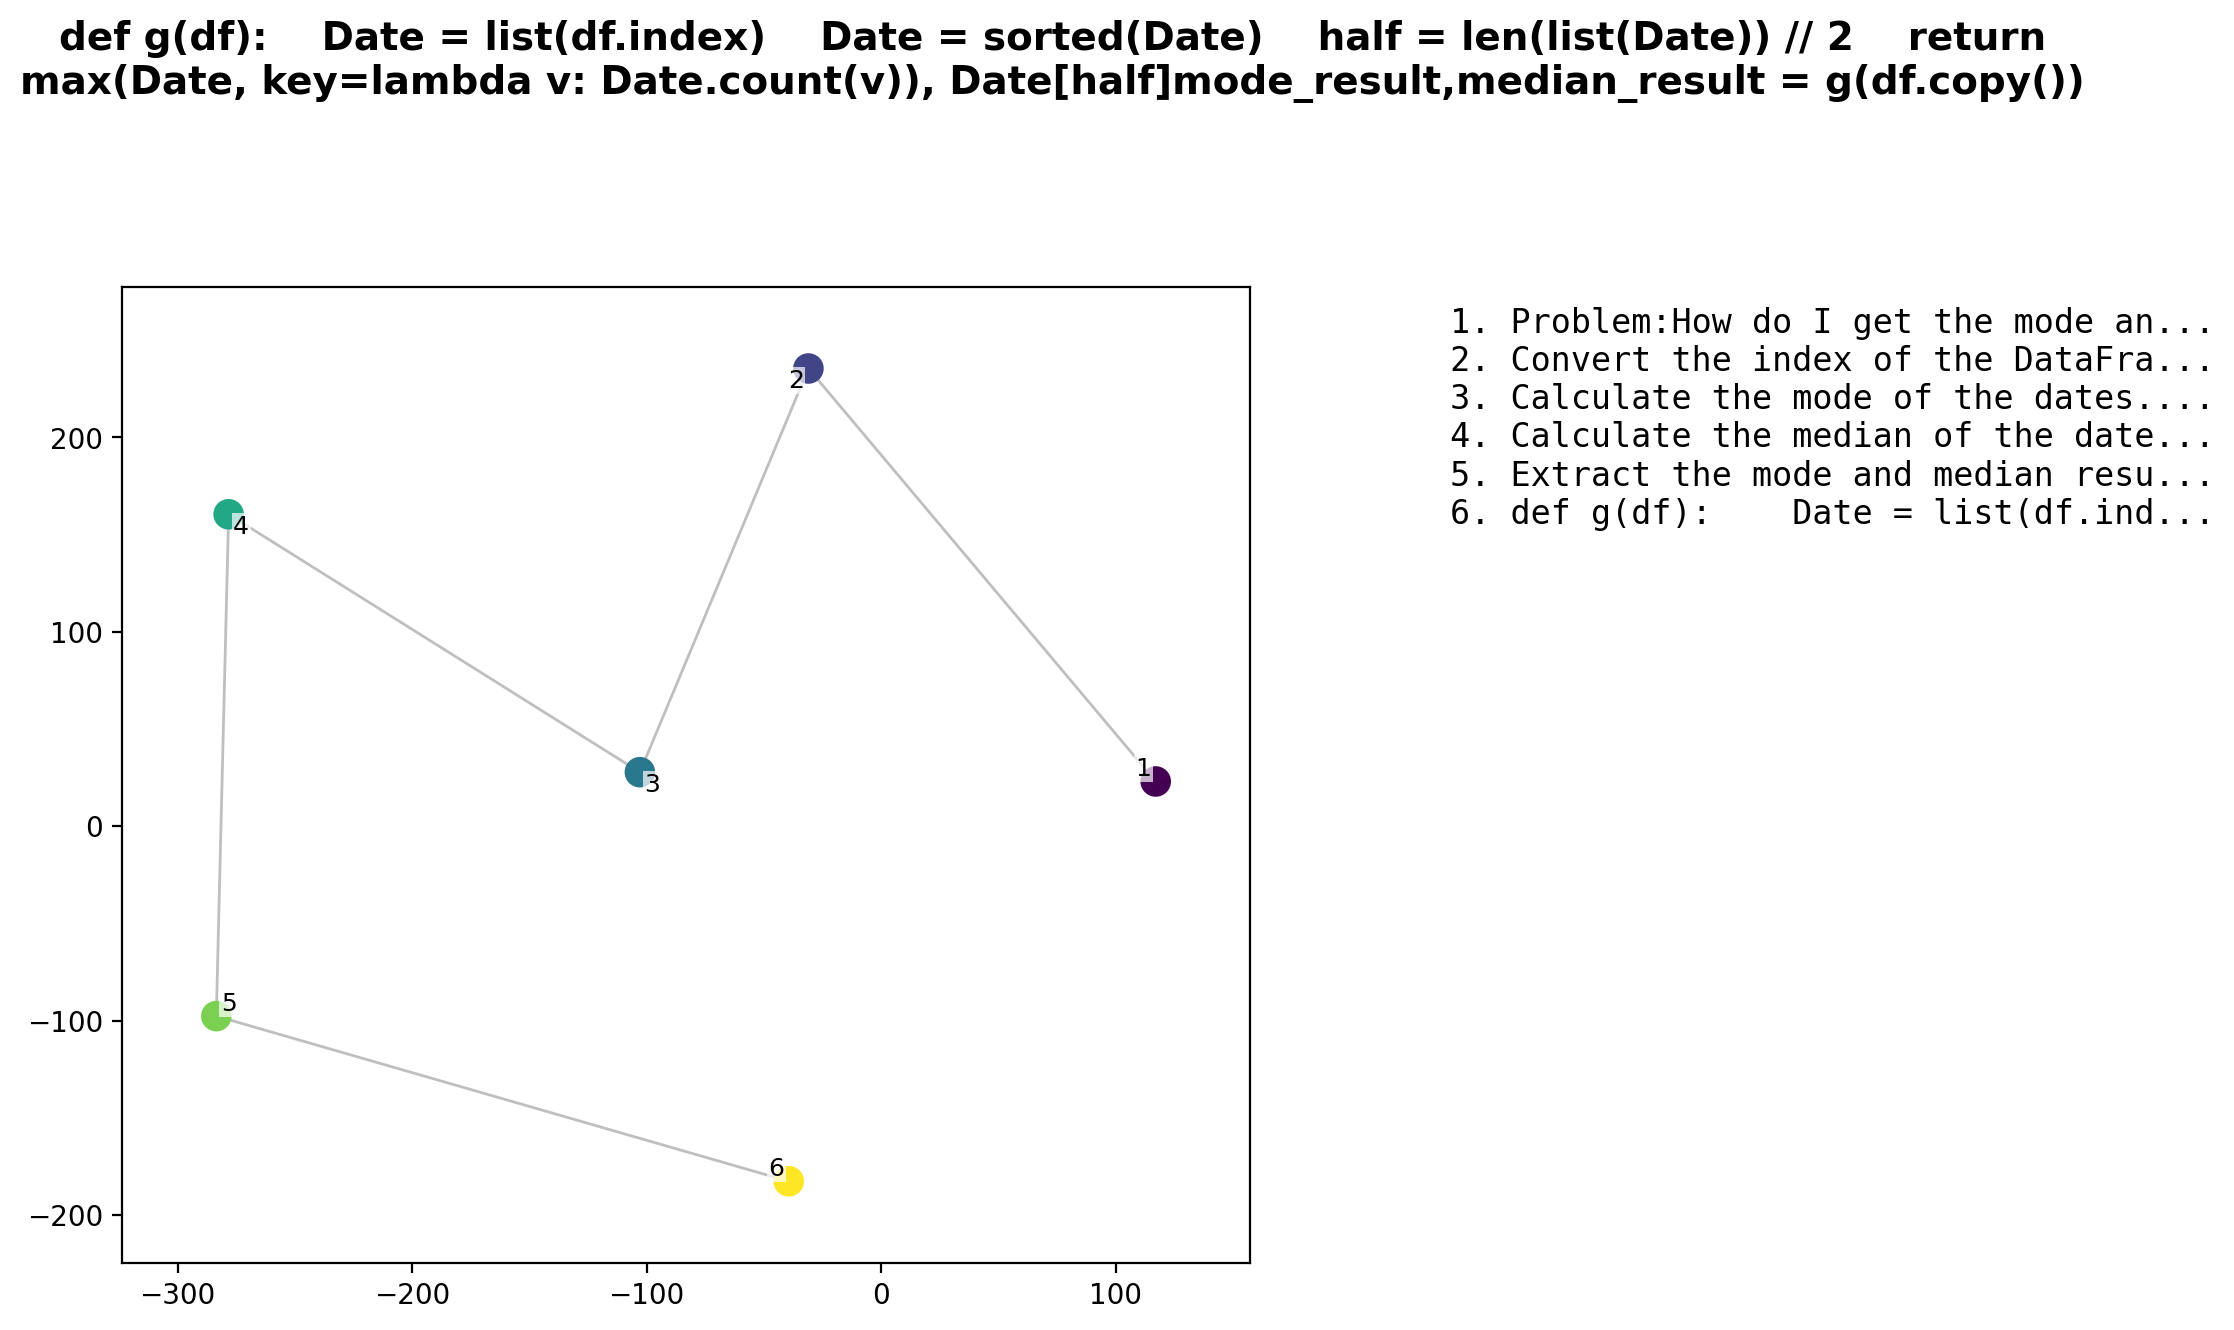 def g(df):    Date = list(df.index)    Date = sorted(Date)    half = len(list(Date)) // 2    return
max(Date, key=lambda v: Date.count(v)), Date[half]mode_result,median_result = g(df.copy())
1. Problem:How do I get the mode an...
2. Convert the index of the DataFra...
3. Calculate the mode of the dates....
4. Calculate the median of the date...
5. Extract the mode and median resu...
6. def g(df):    Date = list(df.ind...
200
100
0
−100
−200
−300
−200
−100
0
100
2
4
3
1
5
6